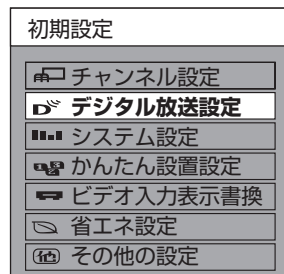 初期設定
チャンネル設定
デジタル放送設定
システム設定
かんたん設置設定
ビデオ入力表示書換
省エネ設定
他 その他の設定